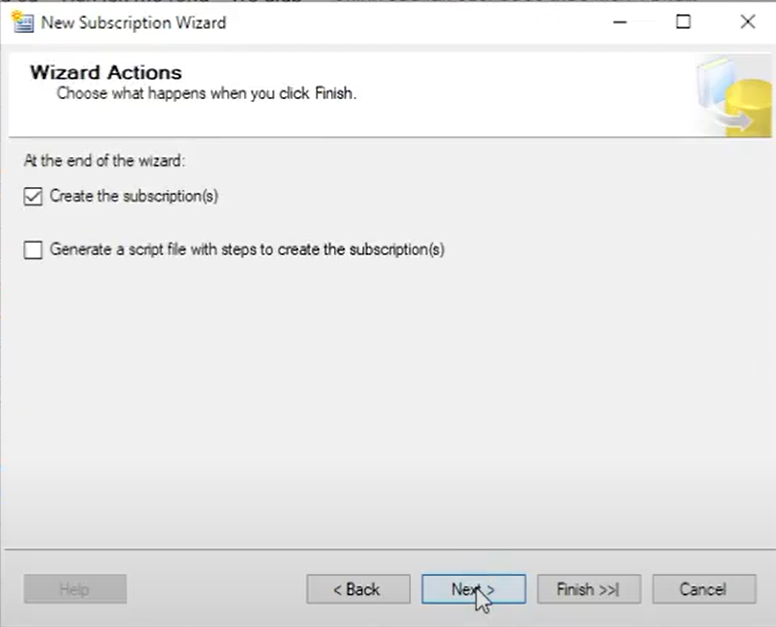 New Subscription Wizard
Wizard Actions
Choose what happens when you click Finish.
At the end of the wizard:
Create the subscription(s)
Generate a script file with steps to create the subscription(s)
Help
< Back
Next >
Finish >>|
Cancel